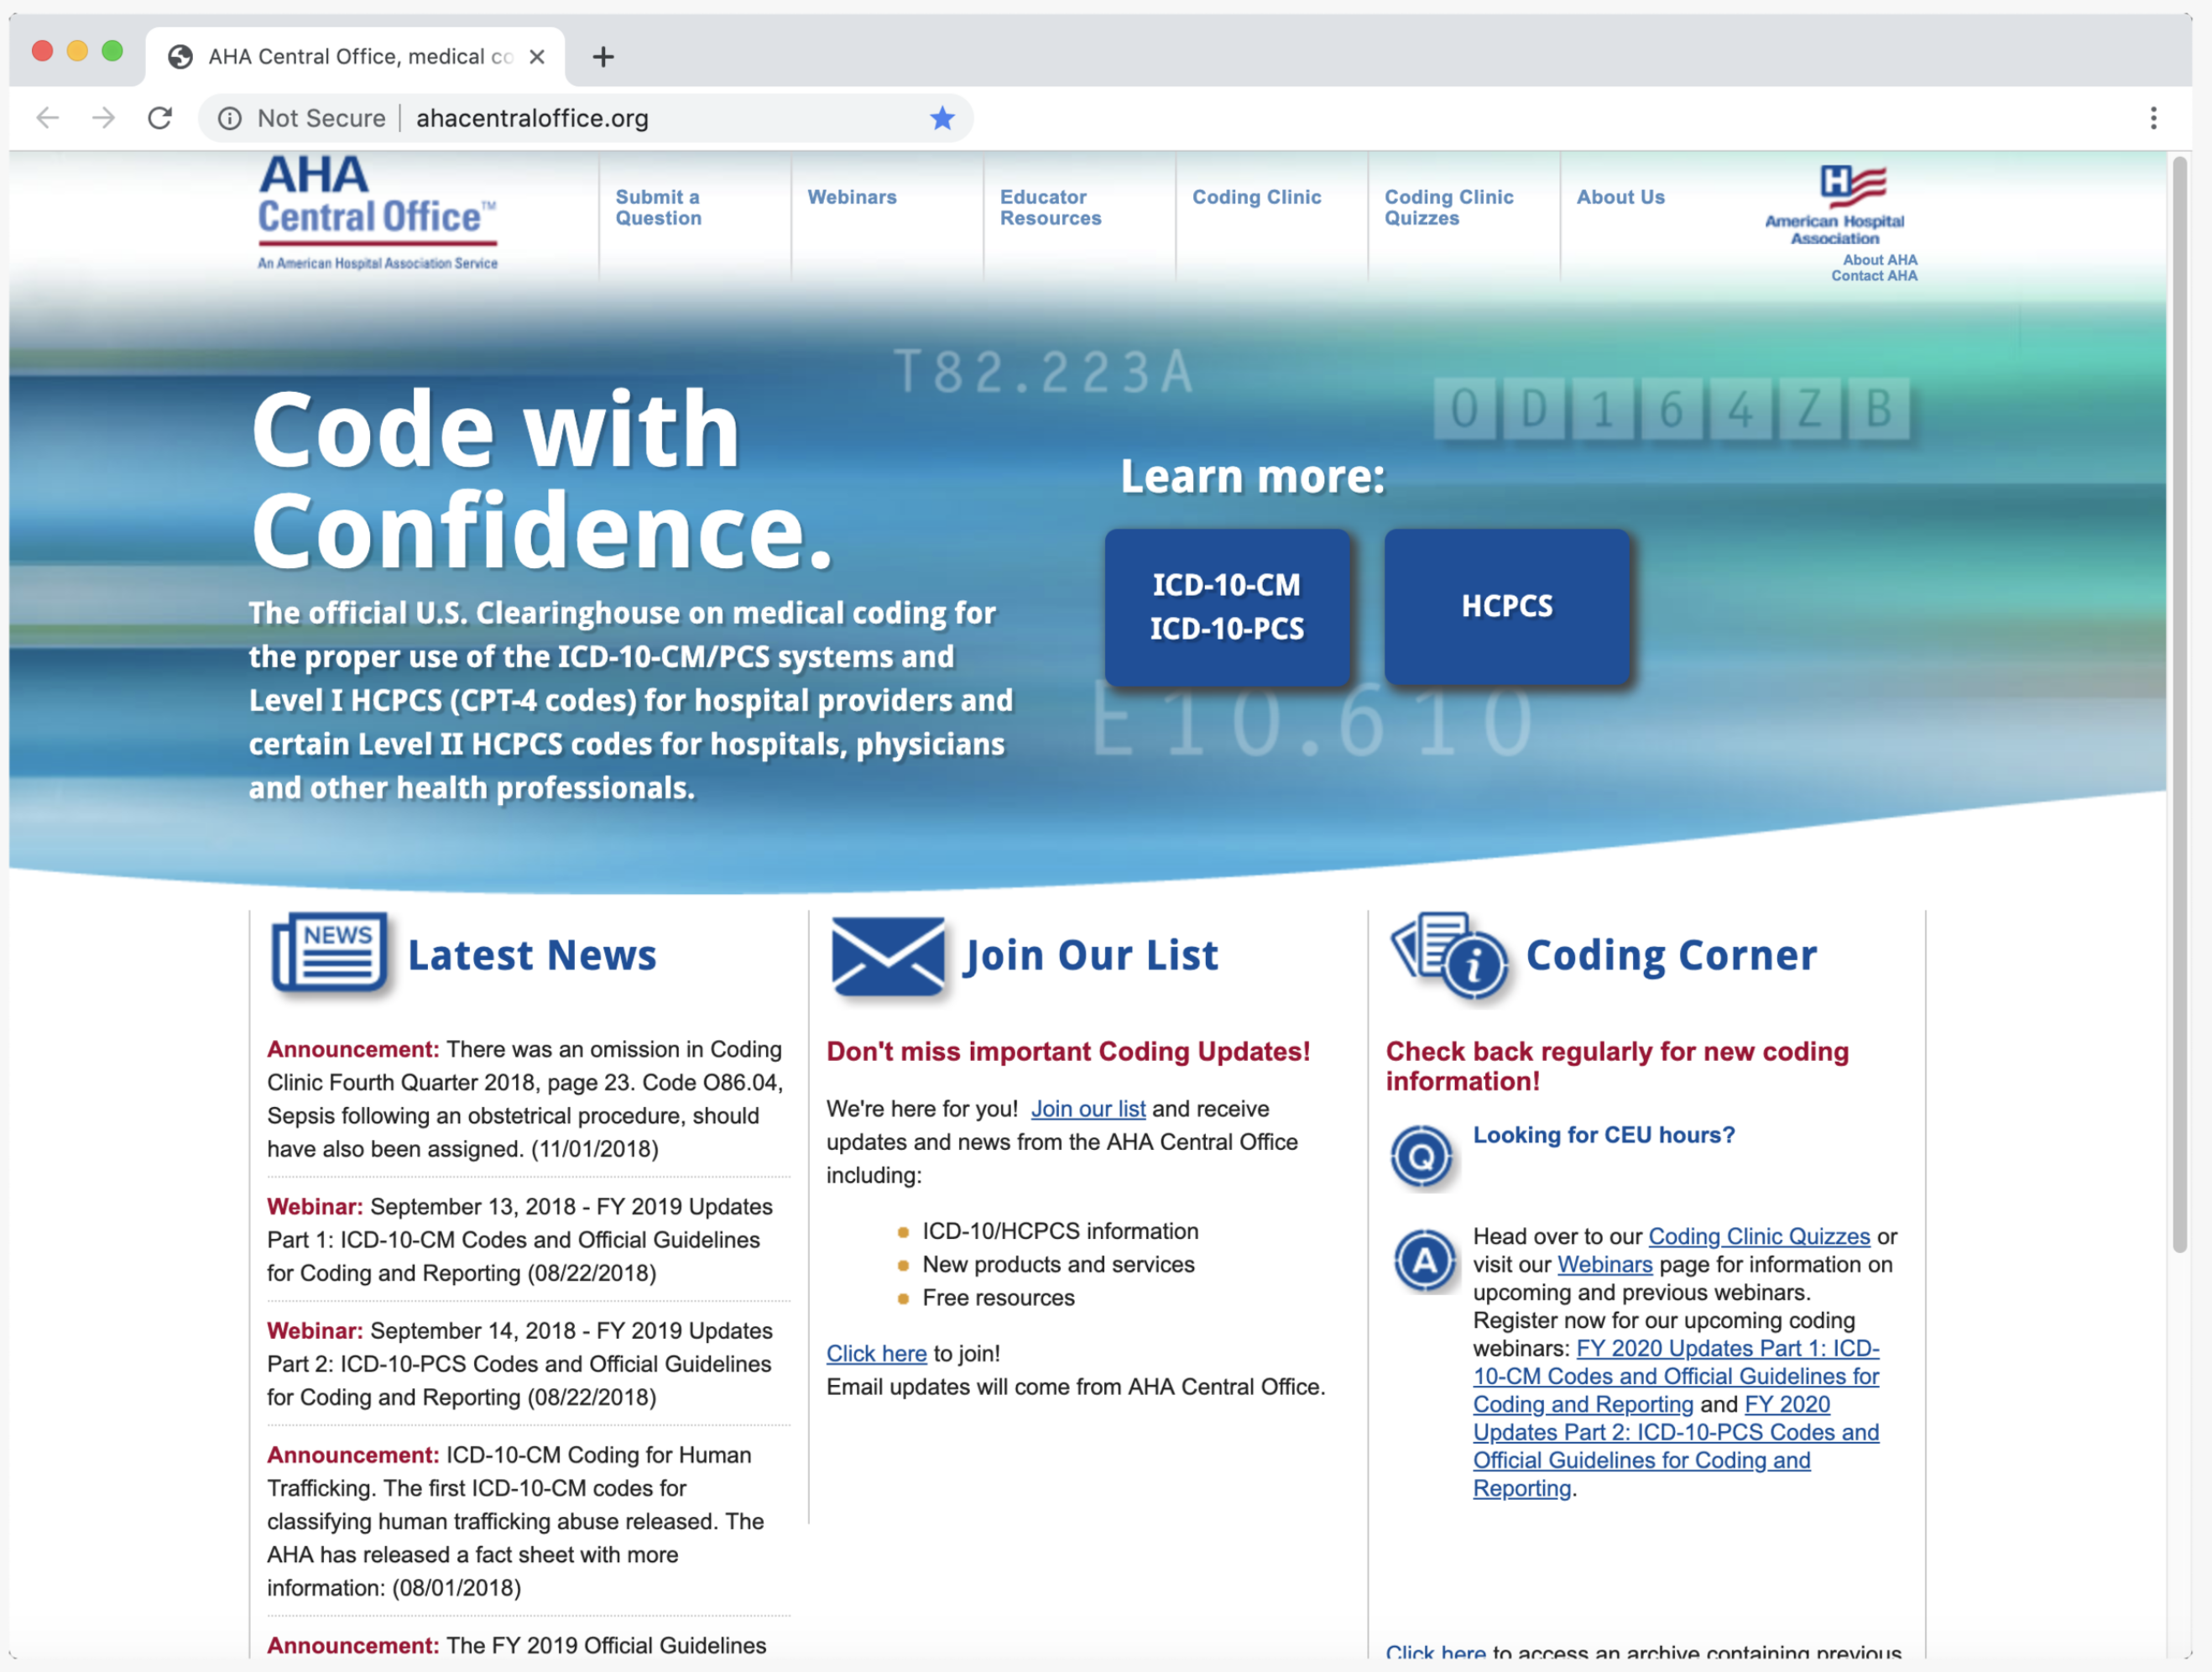 AHA Central Office, medical co
Not Secure
ahacentraloffice.org
AHA
Central Office™
An American Hospital Association Service
Submit a
Question
Webinars
Educator
Resources
Coding Clinic
Coding Clinic
Quizzes
About Us
H
American Hospital
Association
About AHA
Contact AHA
T82.223A
0D164ZB
Code with
Confidence.
The official U.S. Clearinghouse on medical coding for
the proper use of the ICD-10-CM/PCS systems and
Level I HCPCS (CPT-4 codes) for hospital providers and
certain Level II HCPCS codes for hospitals, physicians
and other health professionals.
Learn more:
ICD-10-CM
ICD-10-PCS
HCPCS
E10.610
NEWS
Latest News
Announcement: There was an omission in Coding
Clinic Fourth Quarter 2018, page 23. Code O86.04,
Sepsis following an obstetrical procedure, should
have also been assigned. (11/01/2018)
Webinar: September 13, 2018 - FY 2019 Updates
Part 1: ICD-10-CM Codes and Official Guidelines
for Coding and Reporting (08/22/2018)
Webinar: September 14, 2018 - FY 2019 Updates
Part 2: ICD-10-PCS Codes and Official Guidelines
for Coding and Reporting (08/22/2018)
Announcement: ICD-10-CM Coding for Human
Trafficking. The first ICD-10-CM codes for
classifying human trafficking abuse released. The
AHA has released a fact sheet with more
information: (08/01/2018)
Announcement: The FY 2019 Official Guidelines
Join Our List
Don't miss important Coding Updates!
We're here for you! Join our list and receive
updates and news from the AHA Central Office
including:
ICD-10/HCPCS information
New products and services
Free resources
Click here to join!
Email updates will come from AHA Central Office.
i
Coding Corner
Check back regularly for new coding
information!
Q
Looking for CEU hours?
A
Head over to our Coding Clinic Quizzes or
visit our Webinars page for information on
upcoming and previous webinars.
Register now for our upcoming coding
webinars: FY 2020 Updates Part 1: ICD-
10-CM Codes and Official Guidelines for
Coding and Reporting and FY 2020
Updates Part 2: ICD-10-PCS Codes and
Official Guidelines for Coding and
Reporting.
Click here to access an archive containing previous